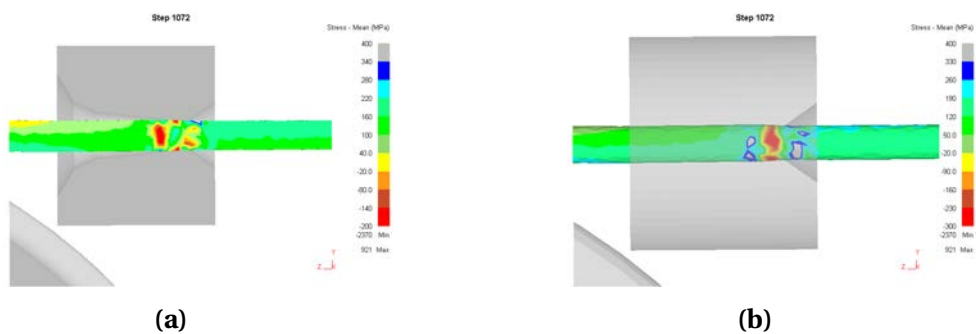 Step 1072
Stress - Mean (MPa)
400
340
280
220
160
100
40.0
-20.0
-80.0
-140
-200
-2370 Min
921 Max
Y
Z X
(a)
Step 1072
Stress - Mean (MPa)
400
330
260
190
120
50.0
-20.0
-90.0
-160
-230
-300
-2370 Min
921 Max
Y
Z X
(b)